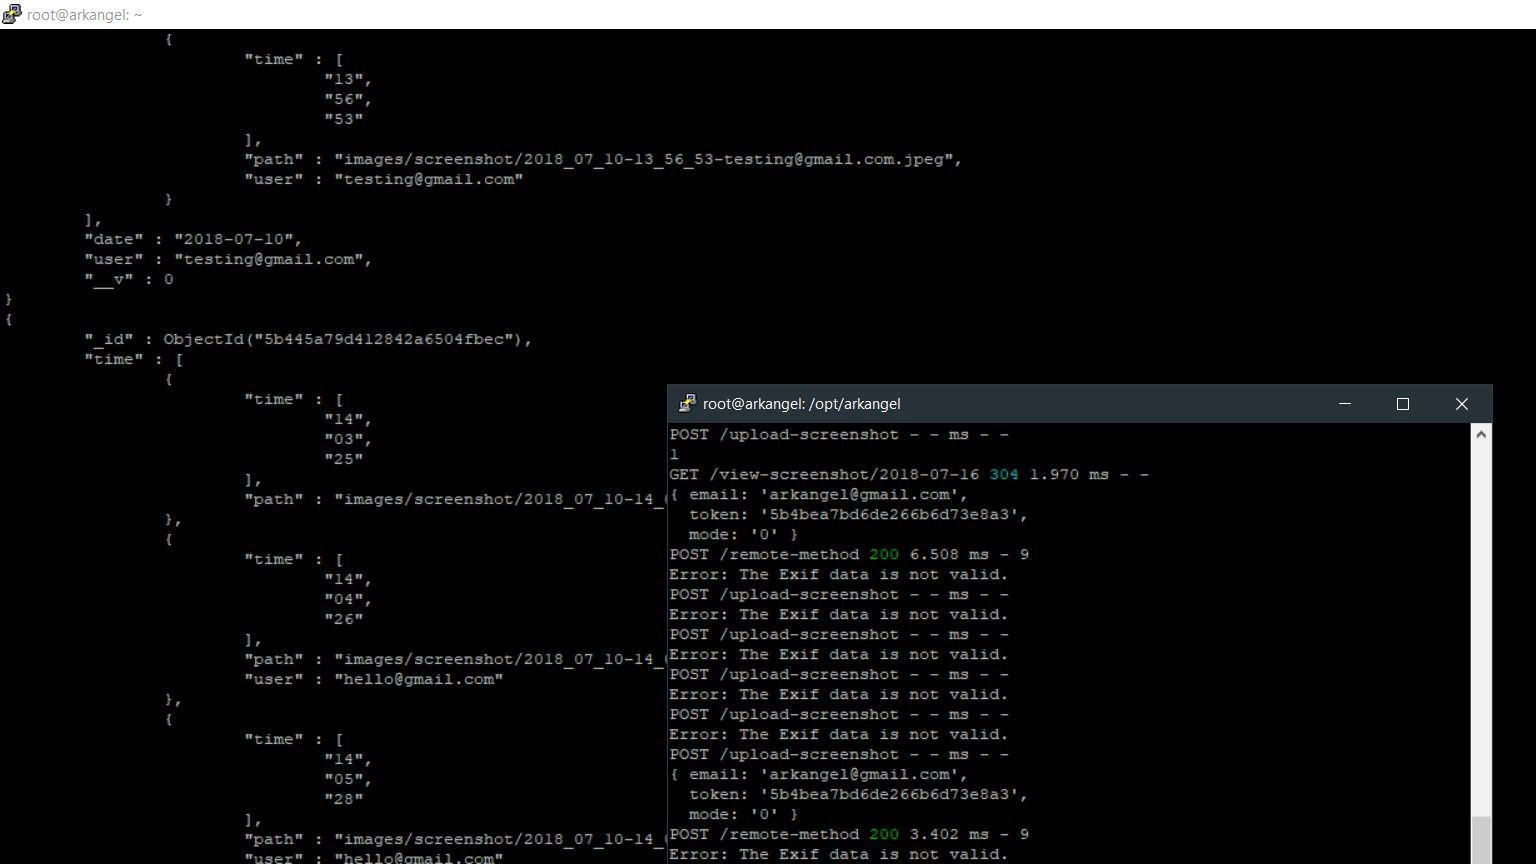 root@arkangel: ~
{
"time" : [
"13",
"56",
"53"
],
"path" : "images/screenshot/2018_07_10-13_56_53-testing@gmail.com.jpeg",
"user" : "testing@gmail.com"
}
],
"date" : "2018-07-10",
"user" : "testing@gmail.com",
"__v" : 0
}
{
"_id" : ObjectId("5b445a79d412842a6504fbec"),
"time" : [
{
"time" : [
"14",
"03",
"25"
],
"path" : "images/screenshot/2018_07_10-14_
},
{
"time" : [
"14",
"04",
"26"
],
"path" : "images/screenshot/2018_07_10-14_
"user" : "hello@gmail.com"
},
{
"time" : [
"14",
"05",
"28"
],
"path" : "images/screenshot/2018_07_10-14_
"user" : "hello@gmail.com"
root@arkangel: /opt/arkangel
POST /upload-screenshot - - ms - -
1
GET /view-screenshot/2018-07-16 304 1.970 ms - -
{ email: 'arkangel@gmail.com',
token: '5b4bea7bd6de266b6d73e8a3',
mode: '0' }
POST /remote-method 200 6.508 ms - 9
Error: The Exif data is not valid.
POST /upload-screenshot - - ms - -
Error: The Exif data is not valid.
POST /upload-screenshot - - ms - -
Error: The Exif data is not valid.
POST /upload-screenshot - - ms - -
Error: The Exif data is not valid.
POST /upload-screenshot - - ms - -
Error: The Exif data is not valid.
POST /upload-screenshot - - ms - -
{ email: 'arkangel@gmail.com',
token: '5b4bea7bd6de266b6d73e8a3',
mode: '0' }
POST /remote-method 200 3.402 ms - 9
Error: The Exif data is not valid.